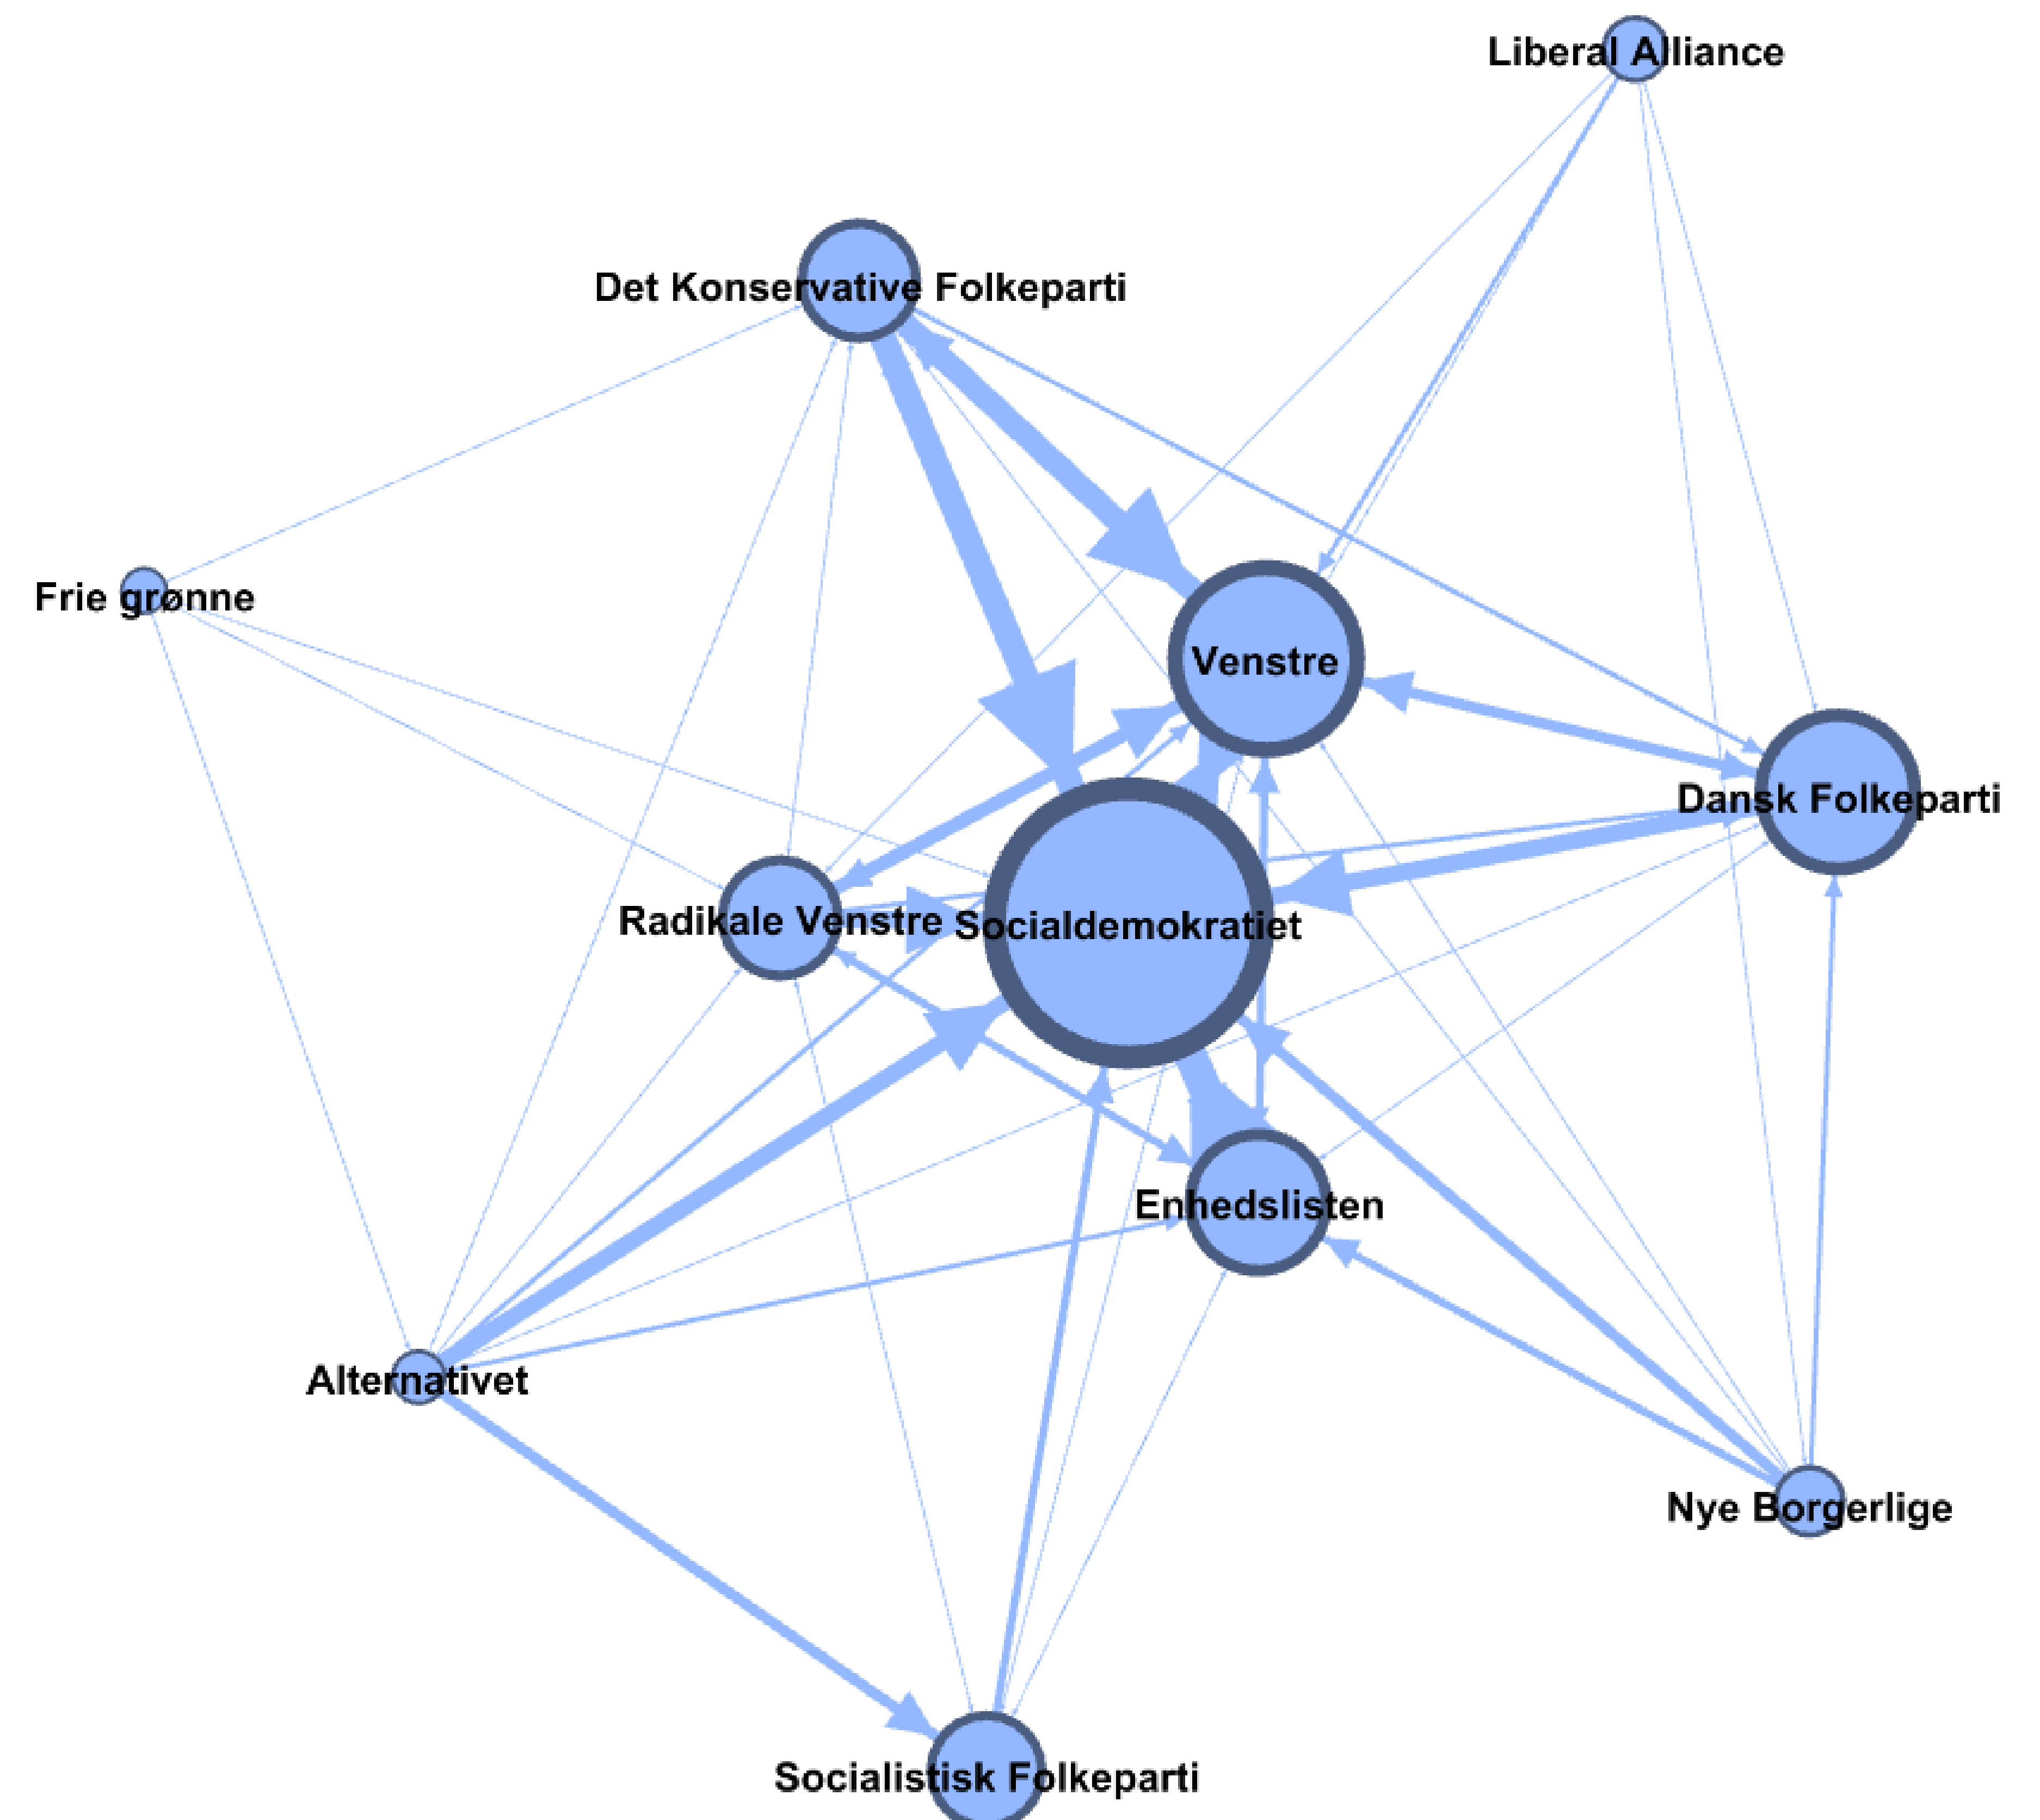 Liberal Alliance
Det Konservative Folkeparti
Frie grønne
Venstre
Dansk Folkeparti
Radikale Venstre
Socialdemokratiet
Enhedslisten
Alternativet
Nye Borgerlige
Socialistisk Folkeparti